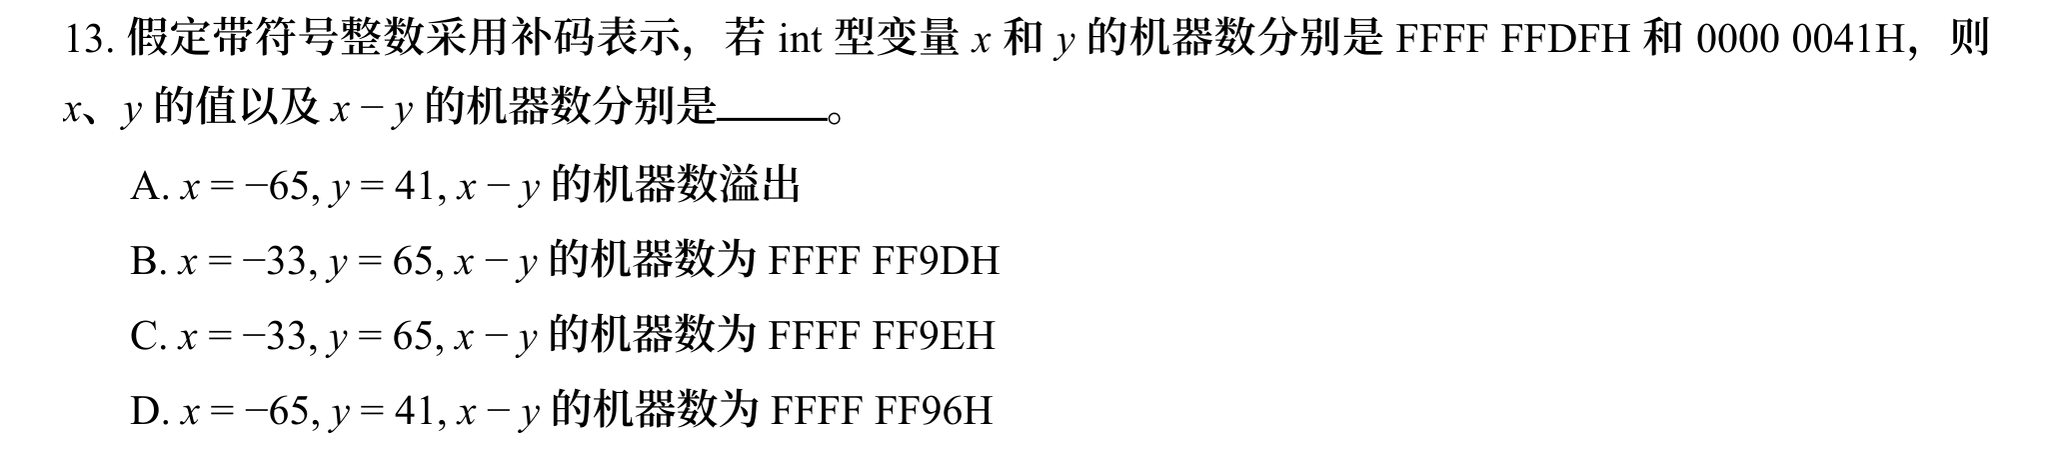 13. 假定带符号整数采用补码表示，若 int 型变量 x 和 y 的机器数分别是 FFFF FFDFH 和 0000 0041H，则
x、y 的值以及 x − y 的机器数分别是_____。
A. x = −65, y = 41, x − y 的机器数溢出
B. x = −33, y = 65, x − y 的机器数为 FFFF FF9DH
C. x = −33, y = 65, x − y 的机器数为 FFFF FF9EH
D. x = −65, y = 41, x − y 的机器数为 FFFF FF96H